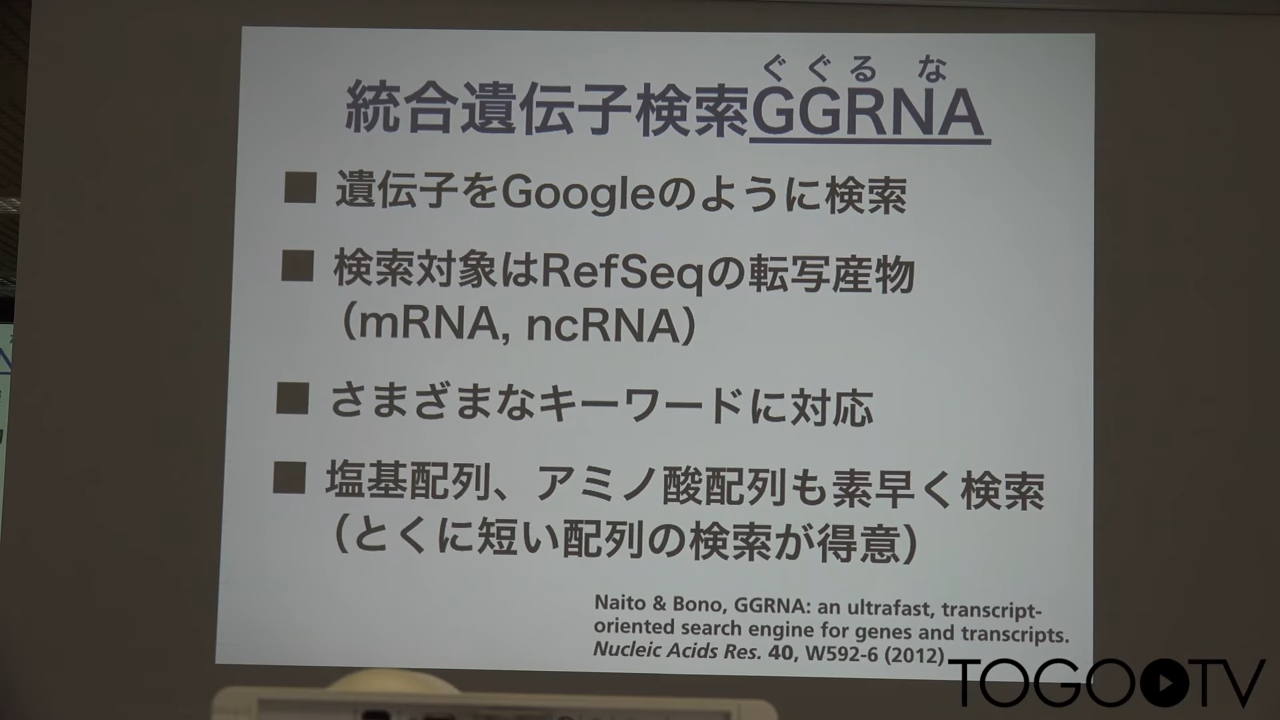 ぐぐる な
統合遺伝子検索GGRNA
■ 遺伝子をGoogleのように検索
■ 検索対象はRefSeqの転写産物
（mRNA, ncRNA）
■ さまざまなキーワードに対応
■ 塩基配列、アミノ酸配列も素早く検索
（とくに短い配列の検索が得意）
Naito & Bono, GGRNA: an ultrafast, transcript-
oriented search engine for genes and transcripts.
Nucleic Acids Res. 40, W592-6 (2012)
TOGOTV